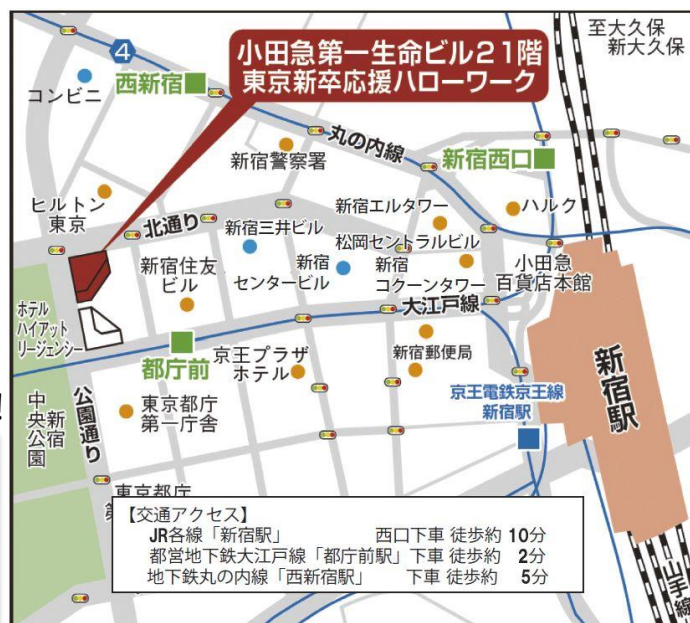 至大久保
新大久保
小田急第一生命ビル21階
東京新卒応援ハローワーク
4
コンビニ
西新宿
丸の内線
新宿警察署
新宿西口
ヒルトン
東京
北通り
新宿三井ビル
新宿エルタワー
ハルク
松岡セントラルビル
新宿住友
ビル
新宿
センタービル
新宿
コクーンタワー
小田急
百貨店本館
ホテル
ハイアット
リージェンシー
大江戸線
都庁前
京王プラザ
ホテル
新宿郵便局
新宿駅
京王電鉄京王線
新宿駅
新宿
中央公園
公園通り
東京都庁
第一庁舎
東京都庁
山手線
【交通アクセス】
JR各線「新宿駅」 西口下車 徒歩約 10分
都営地下鉄大江戸線「都庁前駅」下車 徒歩約 2分
地下鉄丸の内線「西新宿駅」 下車 徒歩約 5分